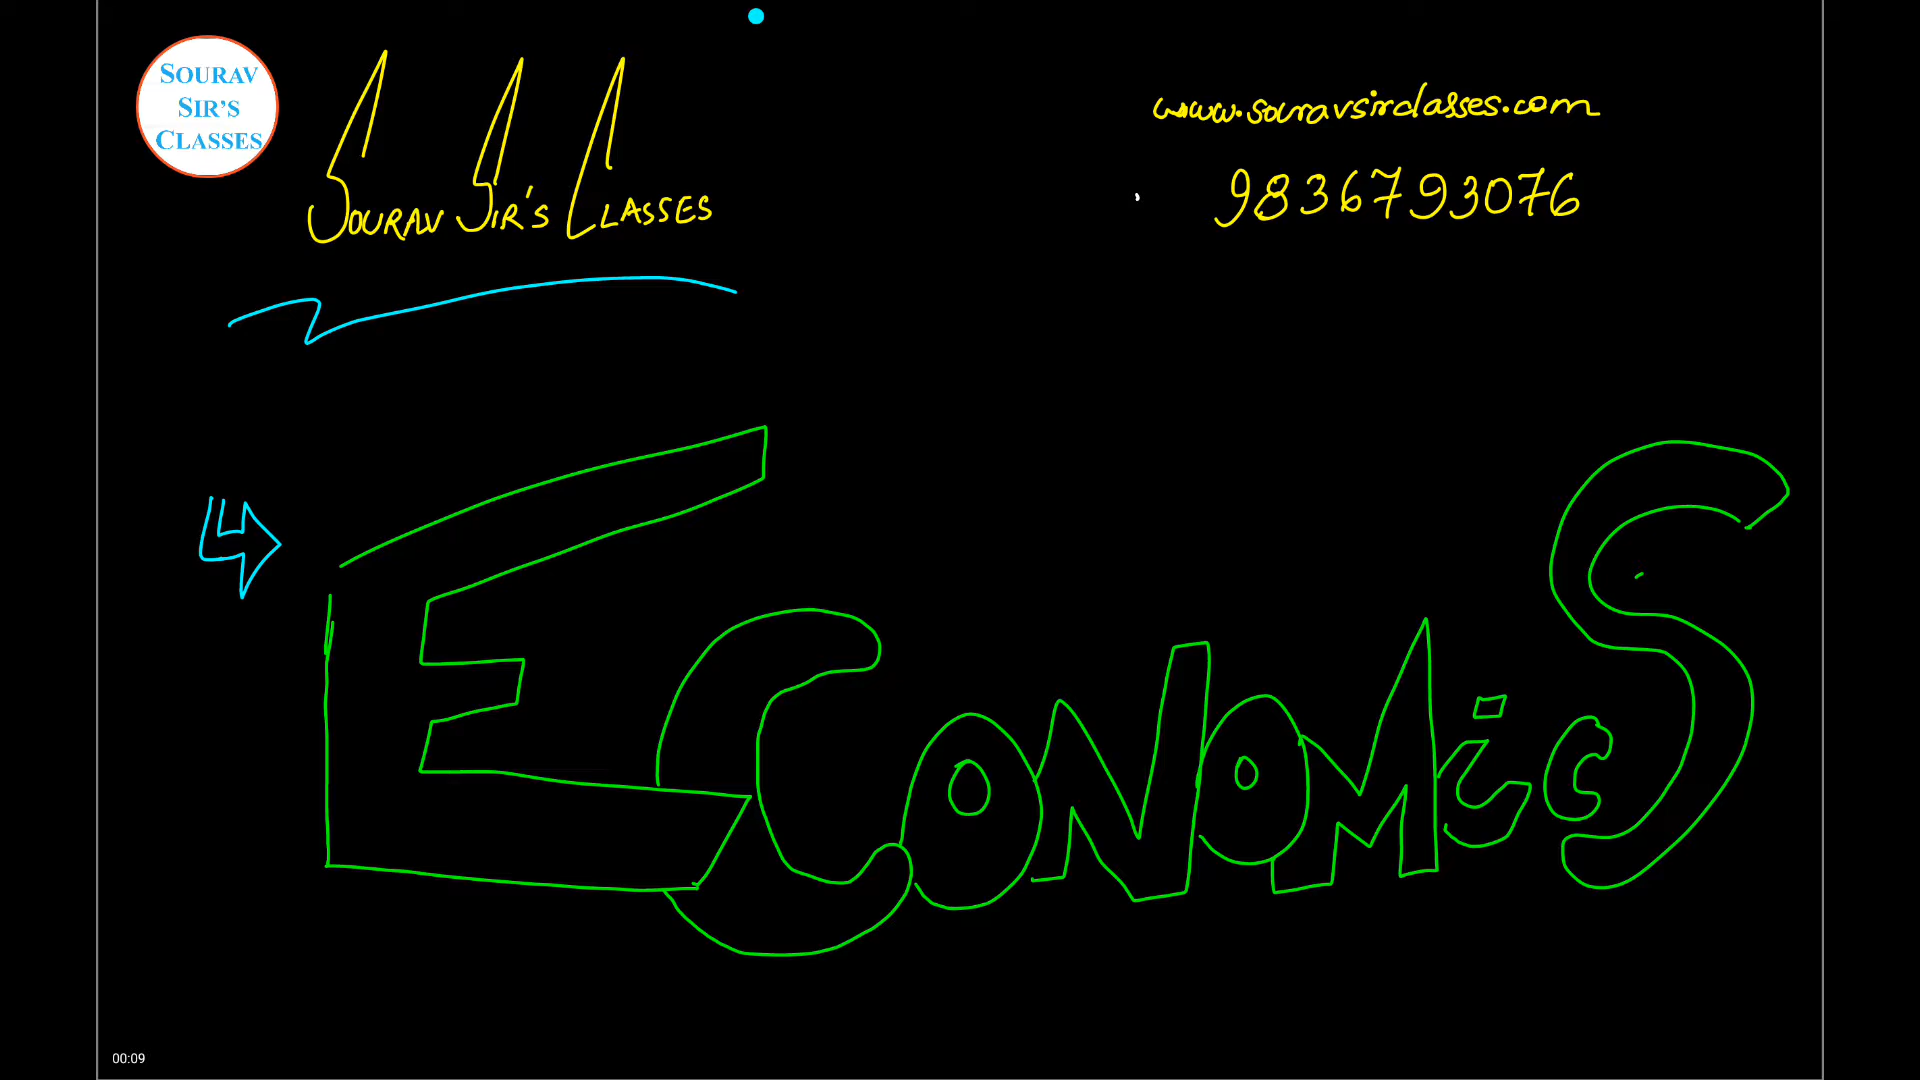 SOURAV
SIR'S
CLASSES
SOURAV SIR'S CLASSES
www.souravsirclasses.com
9836793076
ECONOMiCS
00:09